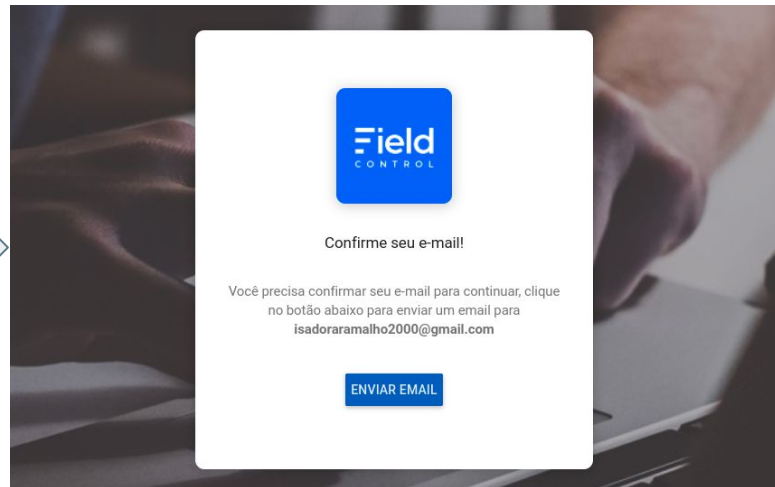 Field
CONTROL
Confirme seu e-mail!
Você precisa confirmar seu e-mail para continuar, clique
no botão abaixo para enviar um email para
isadoraramalho2000@gmail.com
ENVIAR EMAIL